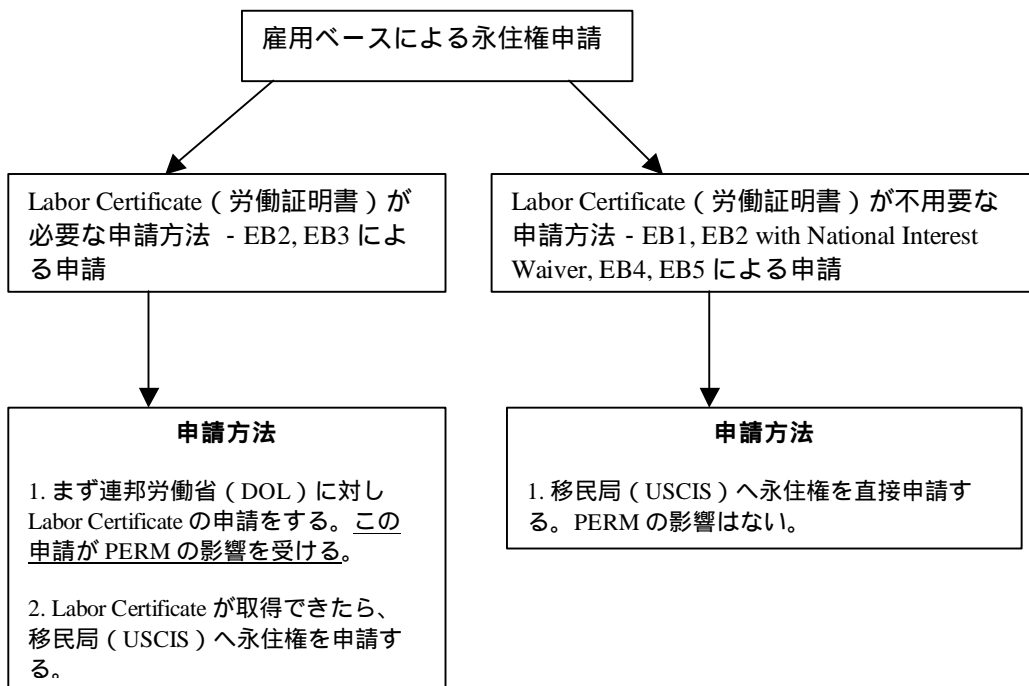 雇用ベースによる永住権申請
Labor Certificate（労働証明書）が
必要な申請方法 - EB2, EB3 によ
る申請
Labor Certificate（労働証明書）が不用要な
申請方法 - EB1, EB2 with National Interest
Waiver, EB4, EB5 による申請
申請方法
1. まず連邦労働省（DOL）に対し
Labor Certificate の申請をする。この
申請が PERM の影響を受ける。
2. Labor Certificate が取得できたら、
移民局（USCIS）へ永住権を申請す
る。
申請方法
1. 移民局（USCIS）へ永住権を直接申請す
る。PERM の影響はない。